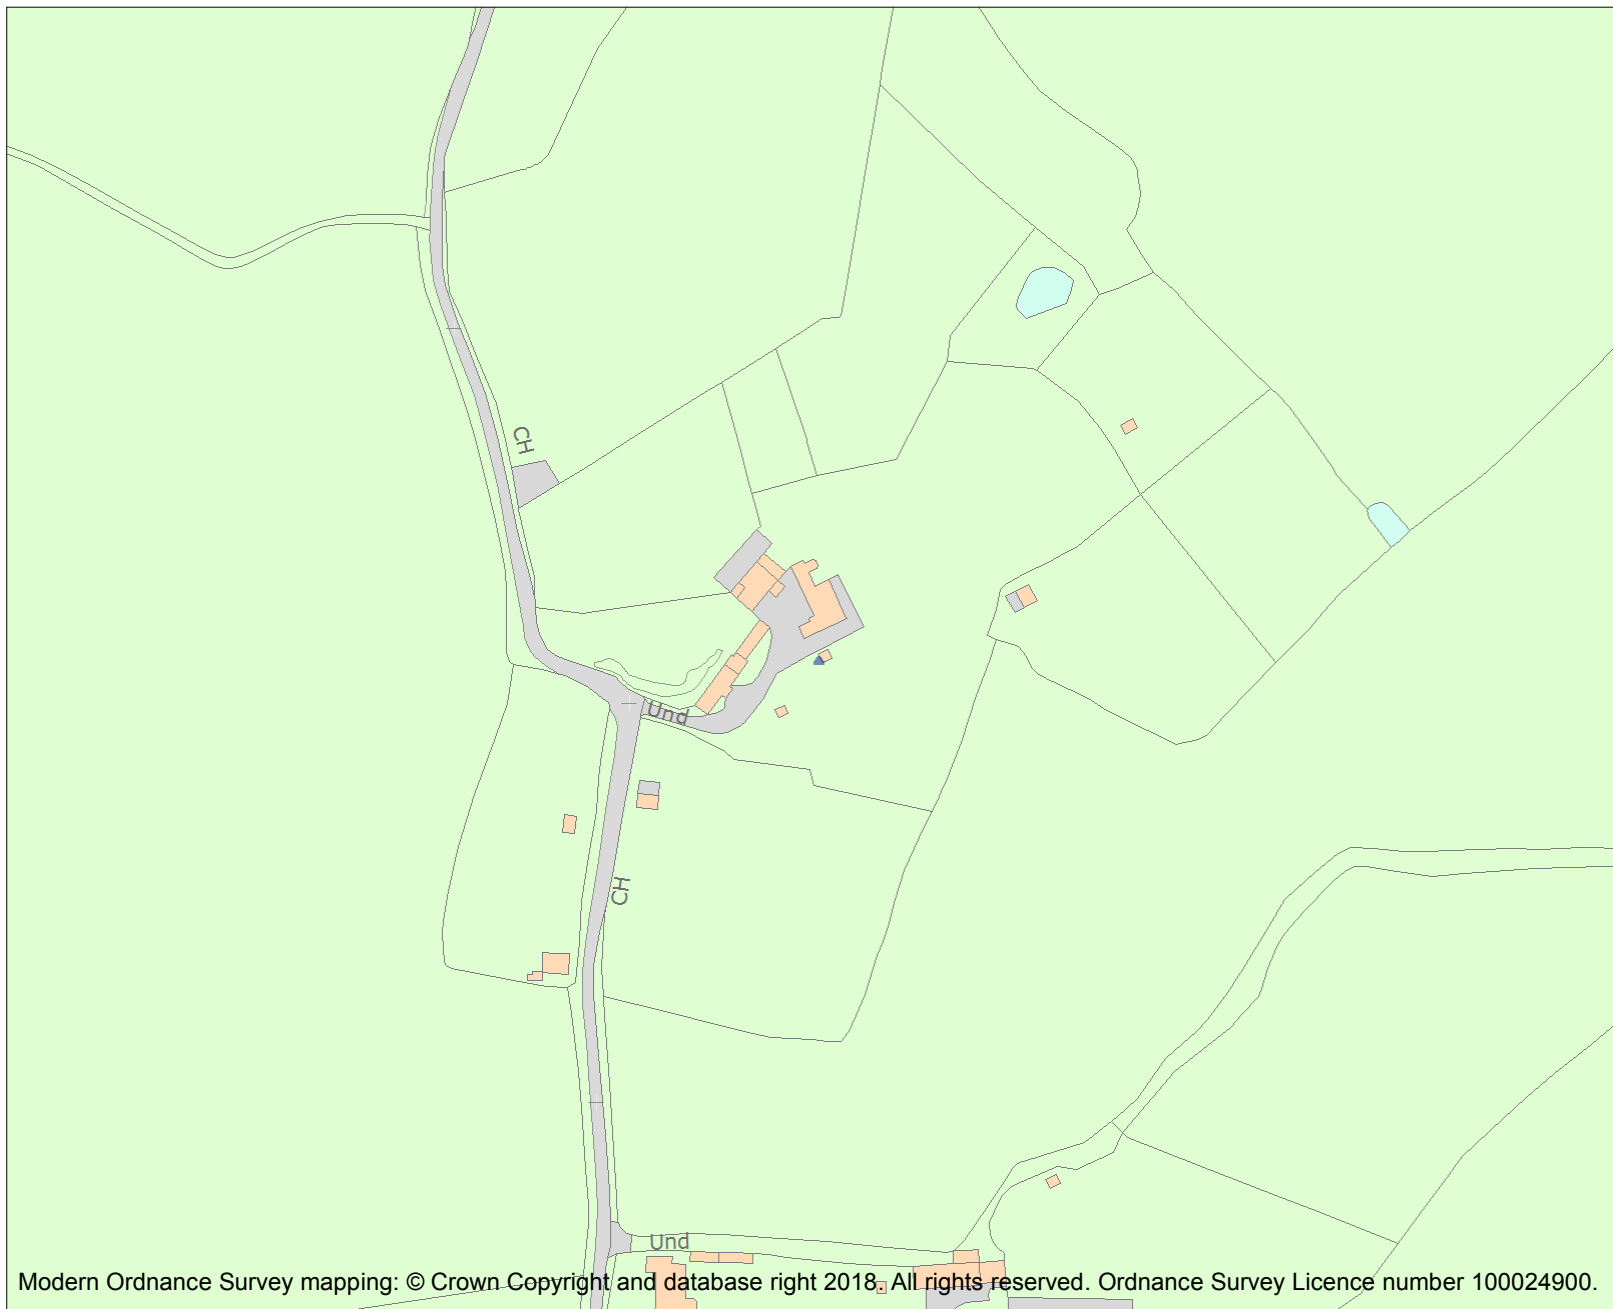 CH
Und
CH
Und
Modern Ordnance Survey mapping: © Crown Copyright and database right 2018. All rights reserved. Ordnance Survey Licence number 100024900.